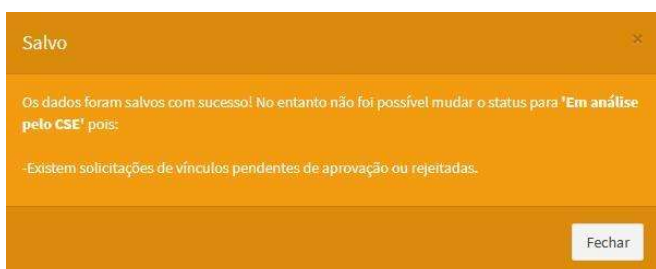 Salvo ×
Os dados foram salvos com sucesso! No entanto não foi possível mudar o status para 'Em análise
pelo CSE' pois:
-Existem solicitações de vínculos pendentes de aprovação ou rejeitadas.
Fechar